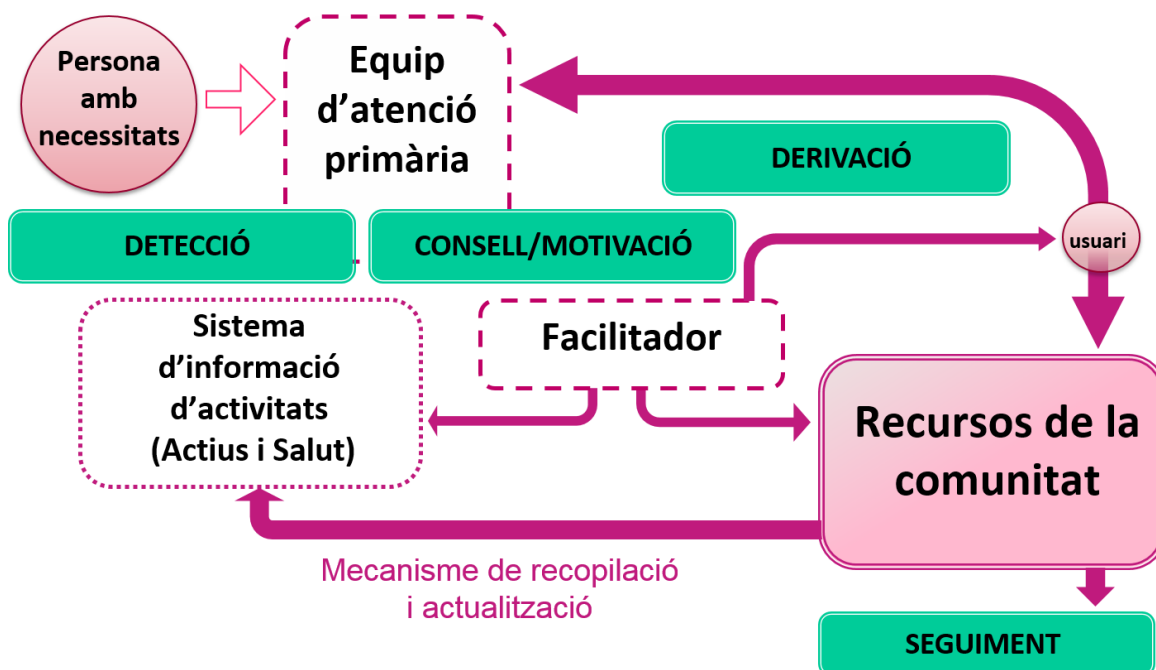 Persona
amb
necessitats
Equip
d’atenció
primària
DERIVACIÓ
DETECCIÓ
CONSELL/MOTIVACIÓ
usuari
Sistema
d’informació
d’activitats
(Actius i Salut)
Facilitador
Recursos de la
comunitat
Mecanisme de recopilació
i actualització
SEGUIMENT